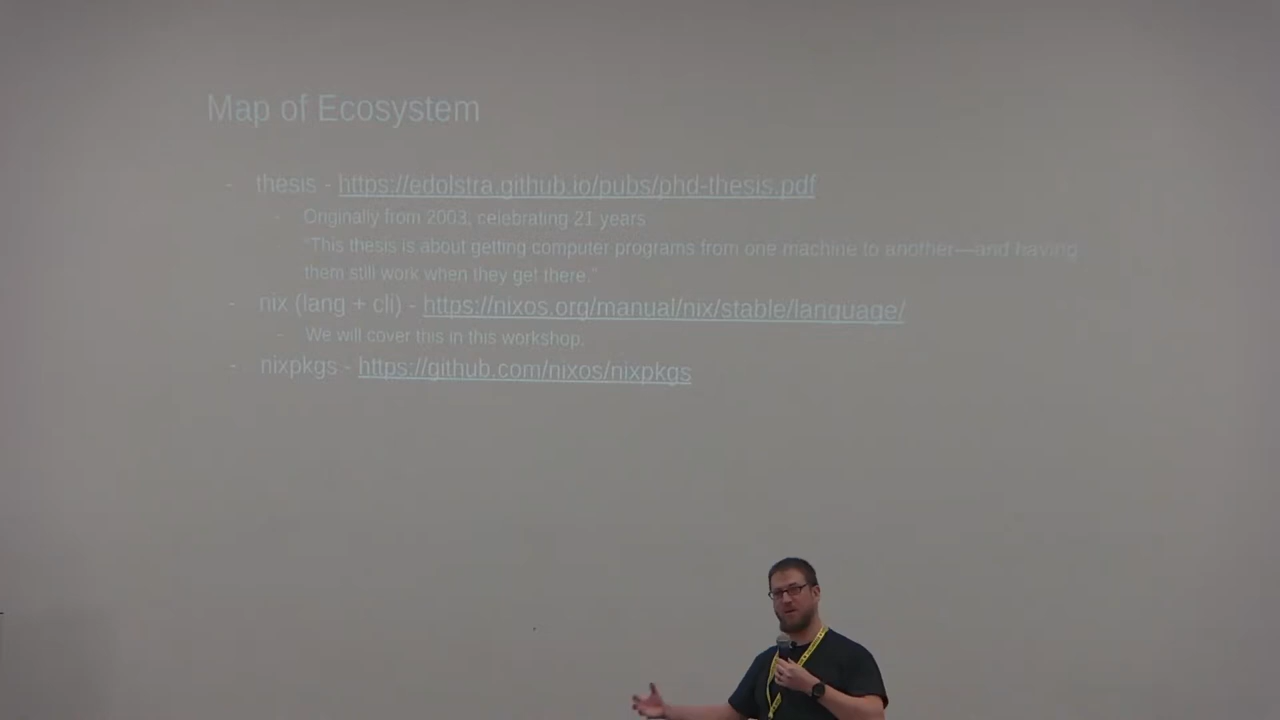 Map of Ecosystem
- thesis - https://edolstra.github.io/pubs/phd-thesis.pdf
- Originally from 2003, celebrating 21 years
"This thesis is about getting computer programs from one machine to another—and having
them still work when they get there."
- nix (lang + cli) - https://nixos.org/manual/nix/stable/language/
- We will cover this in this workshop.
- nixpkgs - https://github.com/nixos/nixpkgs